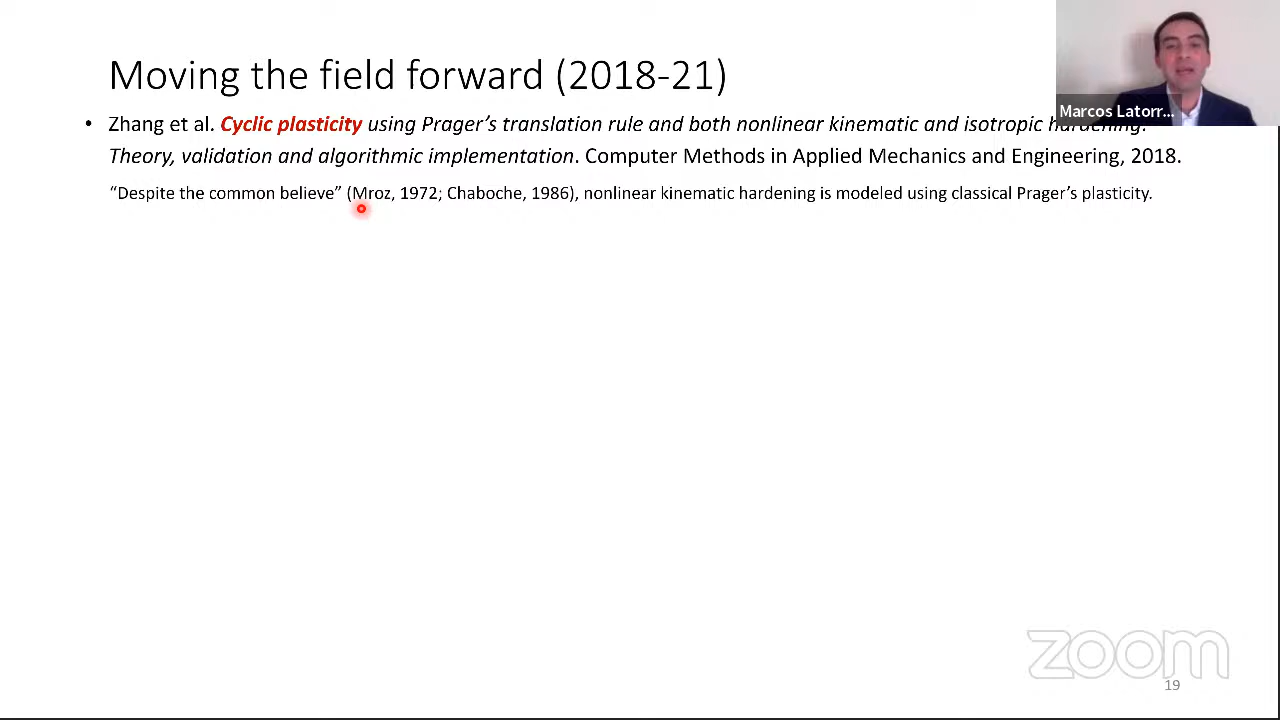 Moving the field forward (2018-21)
Marcos Latorr...
• Zhang et al. Cyclic plasticity using Prager’s translation rule and both nonlinear kinematic and isotropic hardening.
Theory, validation and algorithmic implementation. Computer Methods in Applied Mechanics and Engineering, 2018.
“Despite the common believe” (Mroz, 1972; Chaboche, 1986), nonlinear kinematic hardening is modeled using classical Prager’s plasticity.
zoom
19